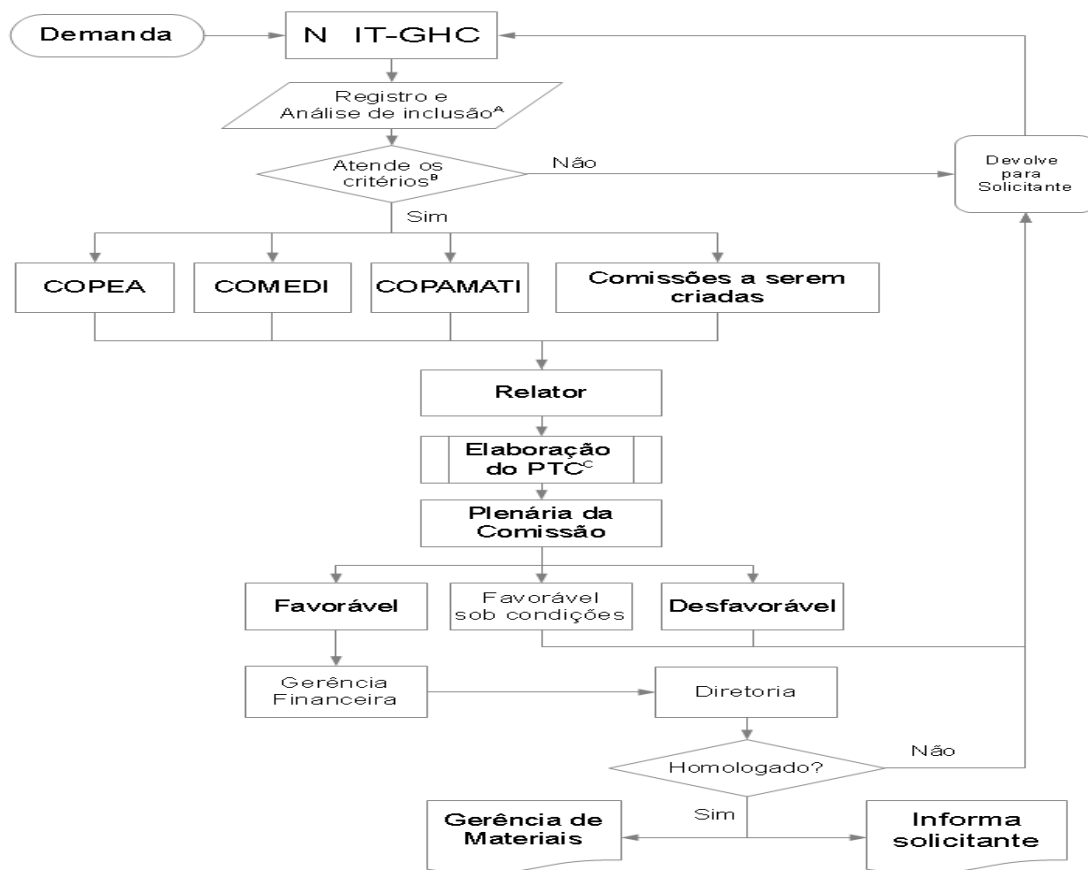 Demanda
N IT-GHC
Registro e
Análise de inclusãoᴬ
Atende os
critériosᴮ
Não
Devolve
para
Solicitante
Sim
COPEA
COMEDI
COPAMATI
Comissões a serem
criadas
Relator
Elaboração
do PTCᶜ
Plenária da
Comissão
Favorável
Favorável
sob condições
Desfavorável
Gerência
Financeira
Diretoria
Homologado?
Não
Sim
Gerência de
Materiais
Informa
solicitante